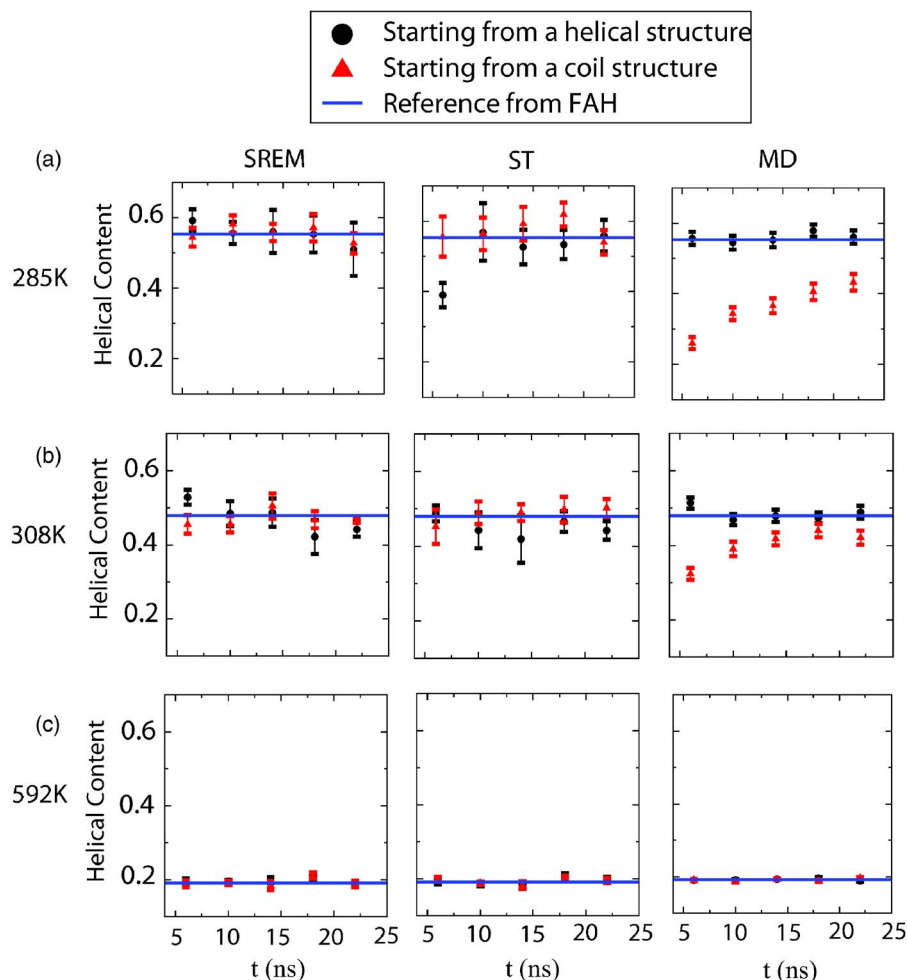 Starting from a helical structure
Starting from a coil structure
Reference from FAH
(a)
SREM
ST
MD
285K
Helical Content
0.6
0.4
0.2
(b)
308K
Helical Content
0.6
0.4
0.2
(c)
592K
Helical Content
0.6
0.4
0.2
5 10 15 20 25
5 10 15 20 25
5 10 15 20 25
t (ns)
t (ns)
t (ns)